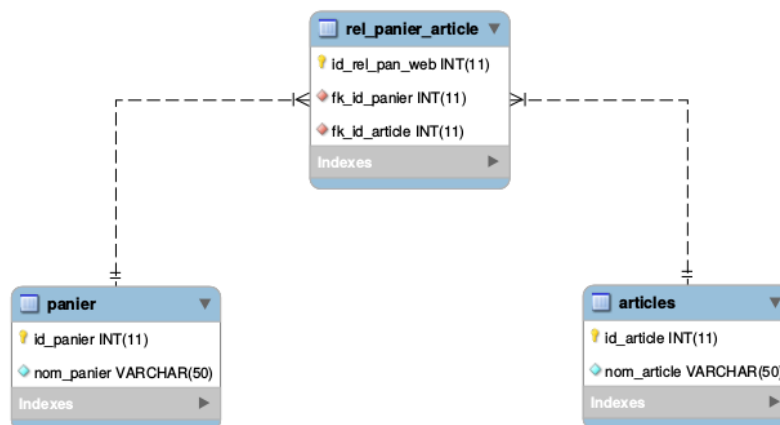 rel_panier_article
id_rel_pan_web INT(11)
fk_id_panier INT(11)
fk_id_article INT(11)
Indexes
panier
id_panier INT(11)
nom_panier VARCHAR(50)
Indexes
articles
id_article INT(11)
nom_article VARCHAR(50)
Indexes